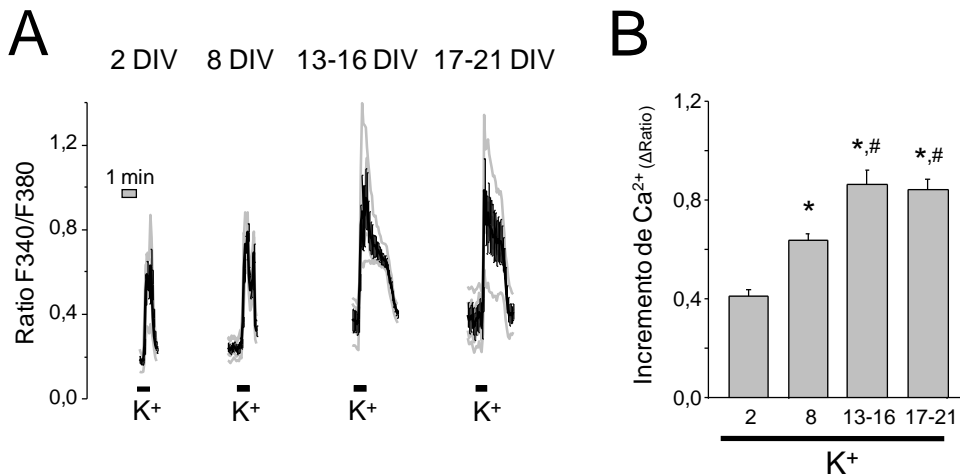 A
2 DIV 8 DIV 13-16 DIV 17-21 DIV
Ratio F340/F380
1,2
0,8
0,4
0,0
1 min
K⁺ K⁺ K⁺ K⁺
B
Incremento de Ca²⁺ (ΔRatio)
1,2
0,8
0,4
0,0
* *,# *,#
2 8 13-16 17-21
K⁺